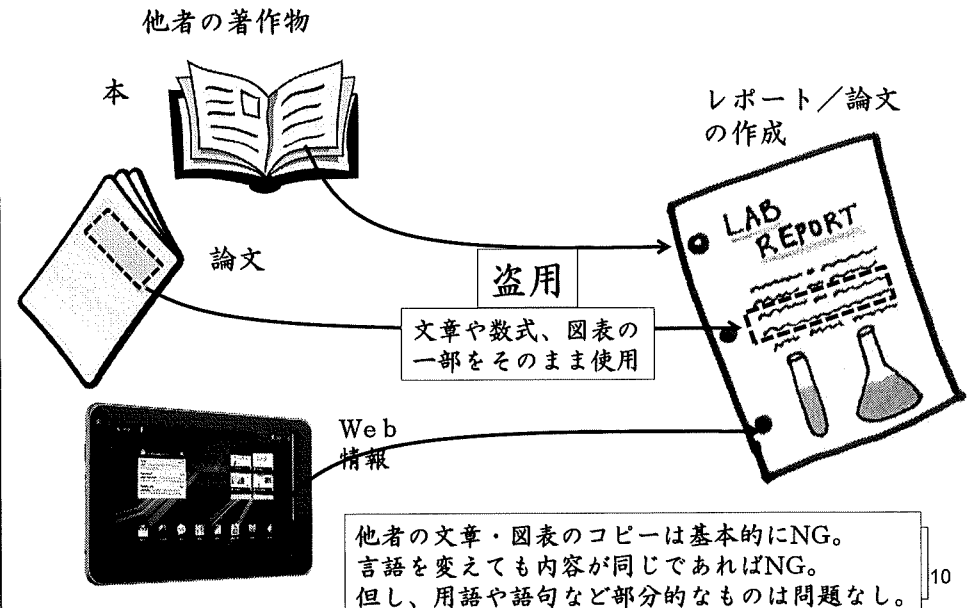 他者の著作物
本
レポート／論文
の作成
LAB
REPORT
論文
盗用
文章や数式、図表の
一部をそのまま使用
Web
情報
他者の文章・図表のコピーは基本的にNG。
言語を変えても内容が同じであればNG。
但し、用語や語句など部分的なものは問題なし。
10